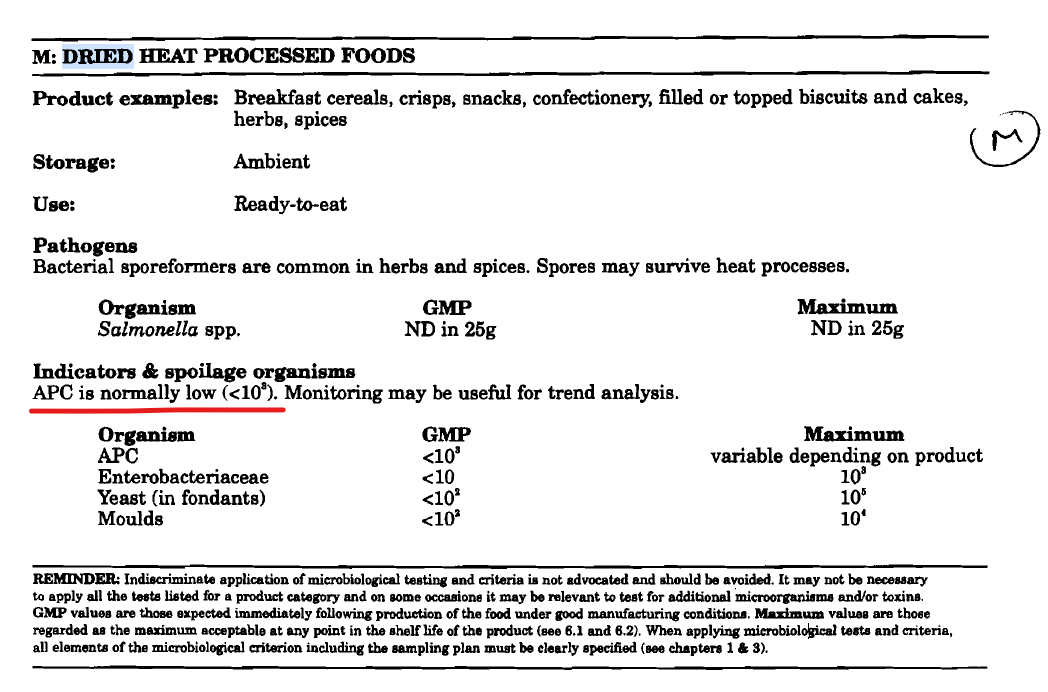 M: DRIED HEAT PROCESSED FOODS
Product examples: Breakfast cereals, crisps, snacks, confectionery, filled or topped biscuits and cakes,
herbs, spices
M
Storage: Ambient
Use: Ready-to-eat
Pathogens
Bacterial sporeformers are common in herbs and spices. Spores may survive heat processes.
Organism GMP Maximum
Salmonella spp. ND in 25g ND in 25g
Indicators & spoilage organisms
APC is normally low (<10³). Monitoring may be useful for trend analysis.
Organism GMP Maximum
APC <10³ variable depending on product
Enterobacteriaceae <10 10³
Yeast (in fondants) <10² 10⁵
Moulds <10² 10⁴
REMINDER: Indiscriminate application of microbiological testing and criteria is not advocated and should be avoided. It may not be necessary
to apply all the tests listed for a product category and on some occasions it may be relevant to test for additional microorganisms and/or toxins.
GMP values are those expected immediately following production of the food under good manufacturing conditions. Maximum values are those
regarded as the maximum acceptable at any point in the shelf life of the product (see 6.1 and 6.2). When applying microbiological tests and criteria,
all elements of the microbiological criterion including the sampling plan must be clearly specified (see chapters 1 & 3).